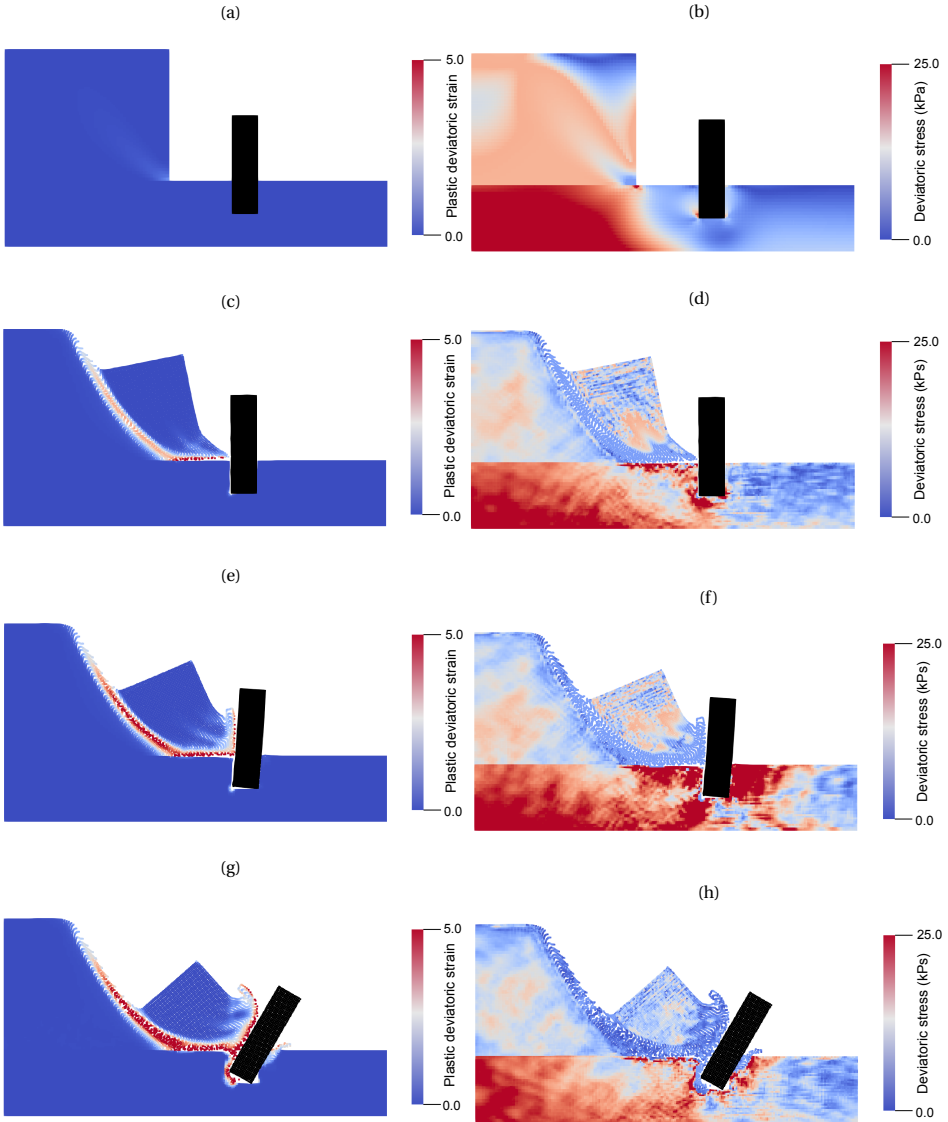 (a)
(b)
5.0
Plastic deviatoric strain
0.0
25.0
Deviatoric stress (kPa)
0.0
(c)
(d)
5.0
Plastic deviatoric strain
0.0
25.0
Deviatoric stress (kPs)
0.0
(e)
(f)
5.0
Plastic deviatoric strain
0.0
25.0
Deviatoric stress (kPs)
0.0
(g)
(h)
5.0
Plastic deviatoric strain
0.0
25.0
Deviatoric stress (kPs)
0.0